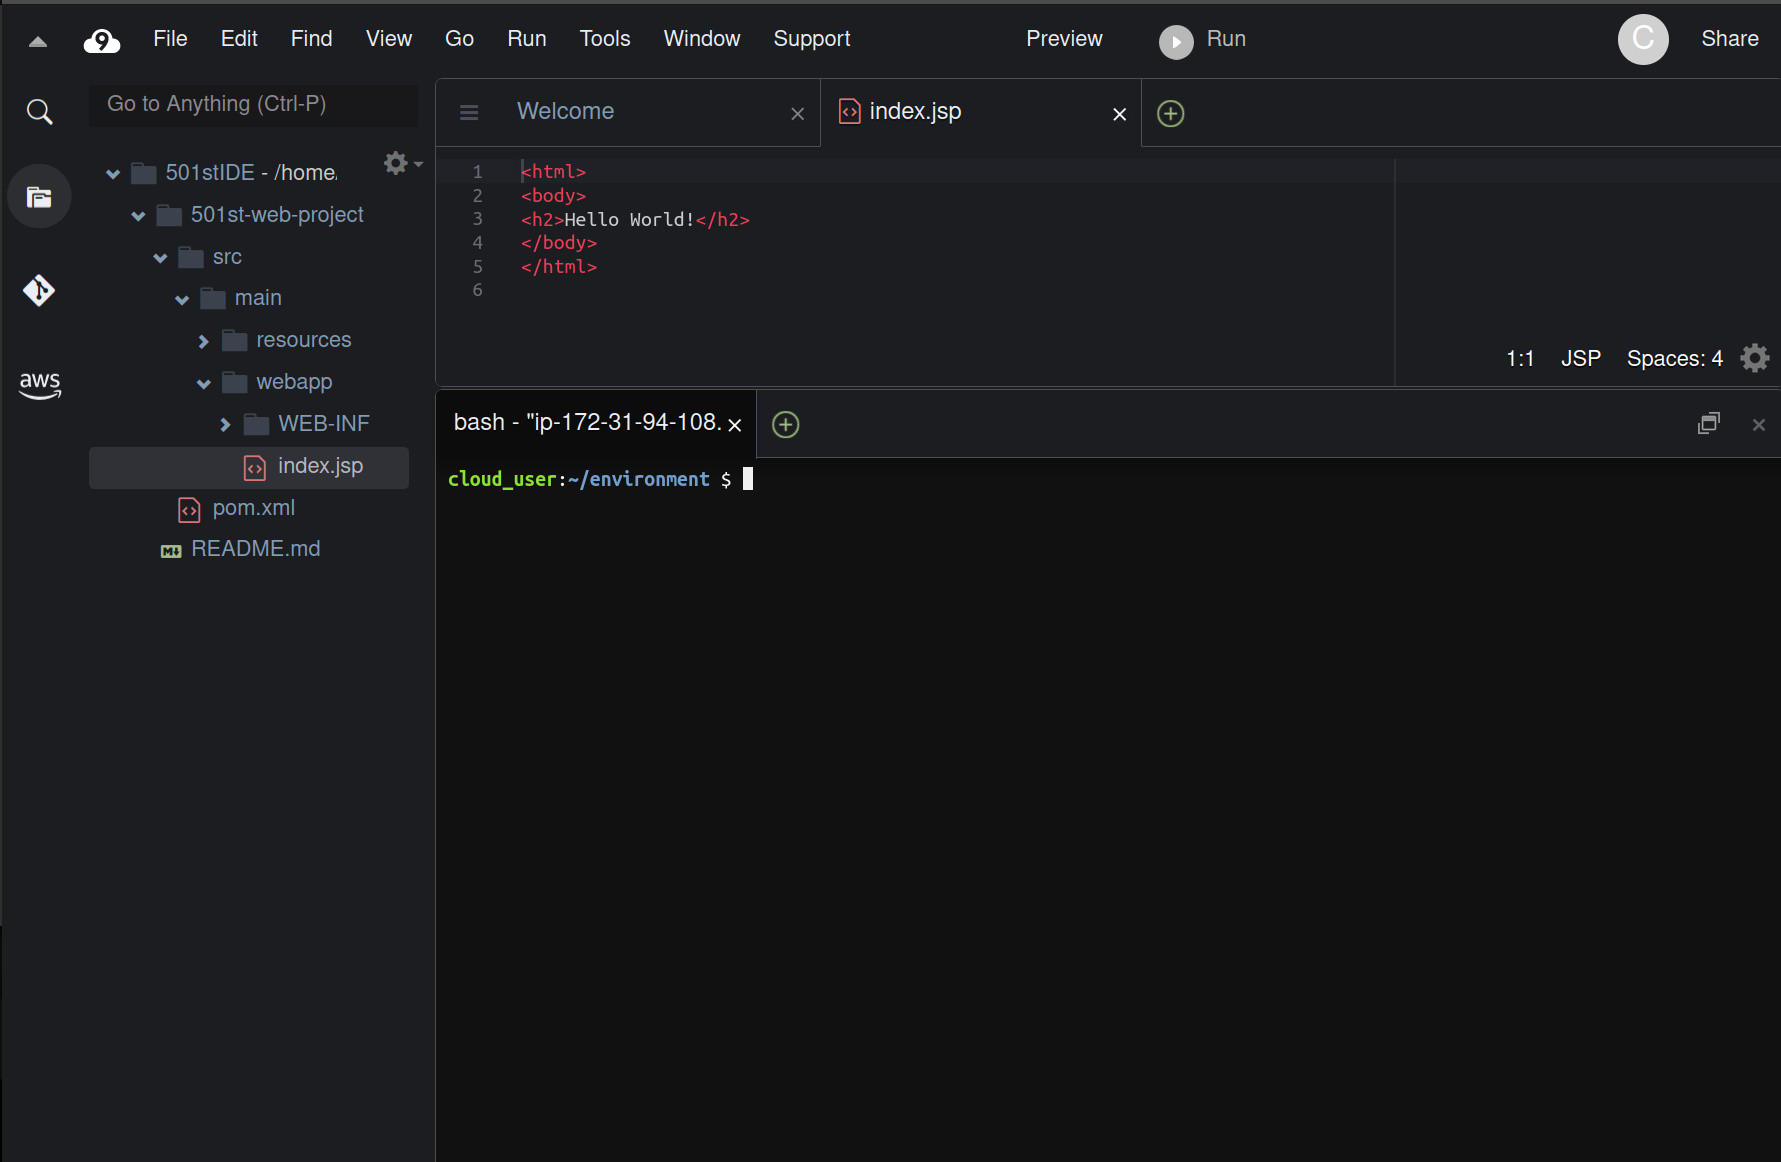 9 File Edit Find View Go Run Tools Window Support Preview Run C Share
Go to Anything (Ctrl-P)
501stIDE - /home/
501st-web-project
src
main
resources
webapp
WEB-INF
index.jsp
pom.xml
M↓ README.md
aws
Welcome × index.jsp ×
1 <html>
2 <body>
3 <h2>Hello World!</h2>
4 </body>
5 </html>
6
1:1 JSP Spaces: 4
bash - "ip-172-31-94-108. ×
cloud_user:~/environment $